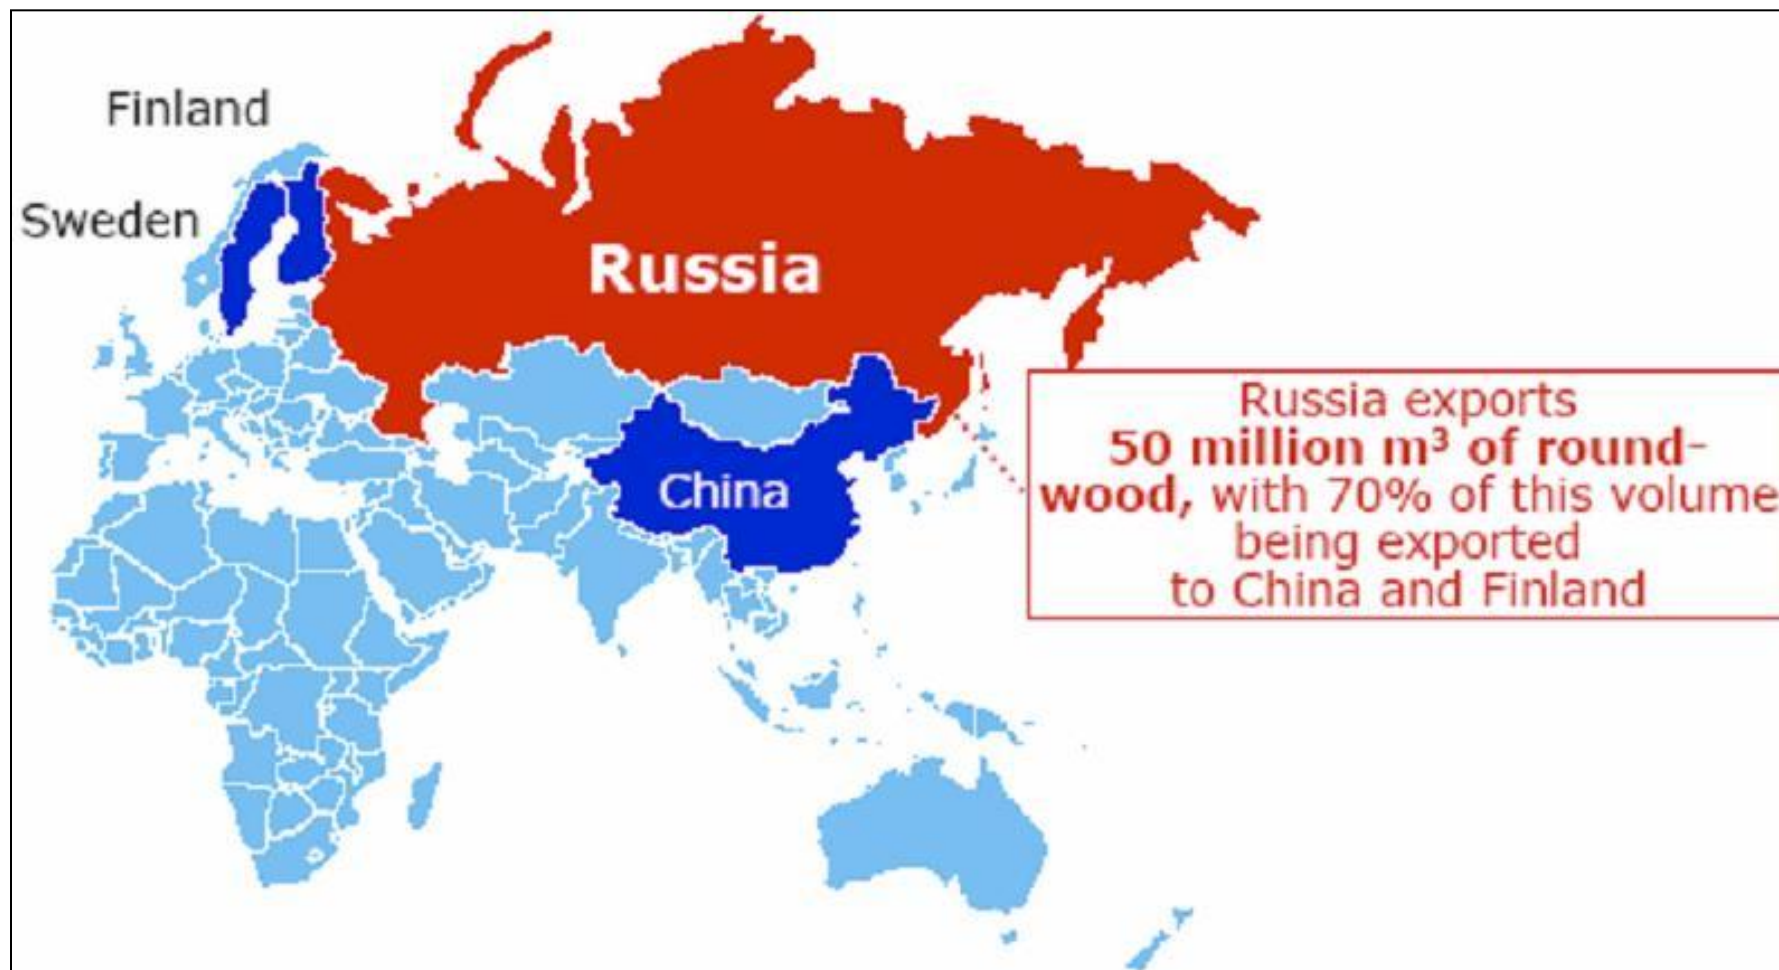 Finland
Sweden
Russia
China
Russia exports
50 million m³ of round-
wood, with 70% of this volume
being exported
to China and Finland